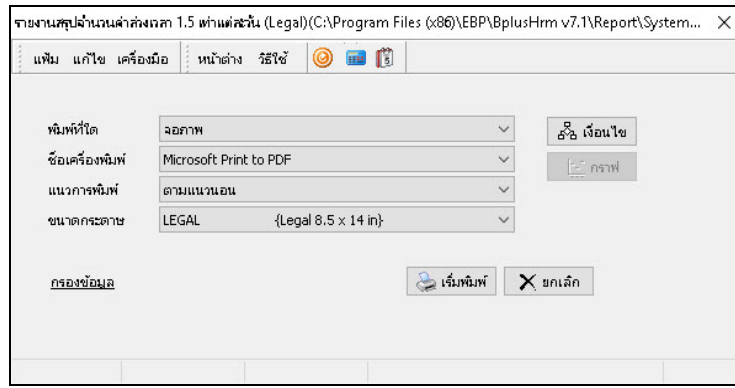 รายงานสรุปจำนวนค่าล่วงเวลา 1.5 เท่าแต่ละวัน (Legal)(C:\Program Files (x86)\EBP\BplusHrm v7.1\Report\System...
แฟ้ม แก้ไข เครื่องมือ หน้าต่าง วิธีใช้
พิมพ์ที่ใด จอภาพ เงื่อนไข
ชื่อเครื่องพิมพ์ Microsoft Print to PDF กราฟ
แนวการพิมพ์ ตามแนวนอน
ขนาดกระดาษ LEGAL {Legal 8.5 x 14 in}
กรองข้อมูล เริ่มพิมพ์ ยกเลิก